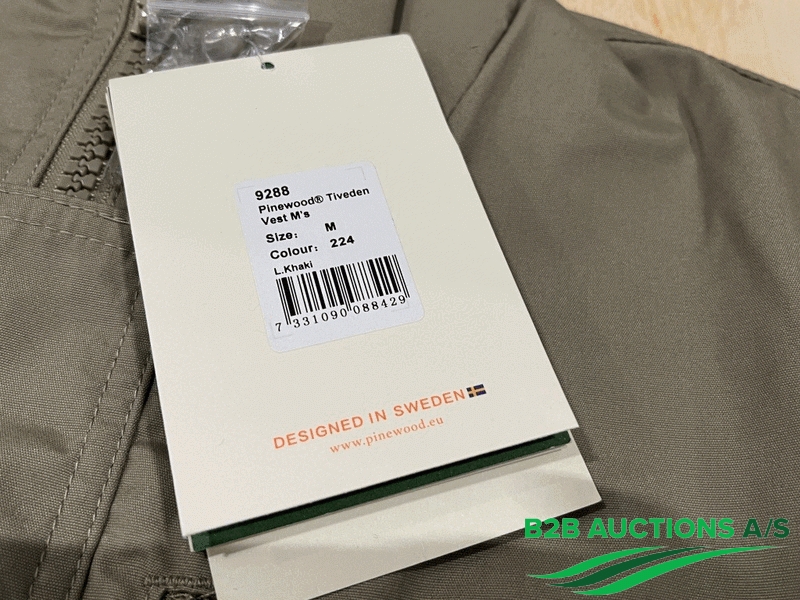 9288
Pinewood® Tiveden
Vest M's
Size: M
Colour: 224
L.Khaki
7 331090 088429
DESIGNED IN SWEDEN
www.pinewood.eu
B2B AUCTIONS A/S